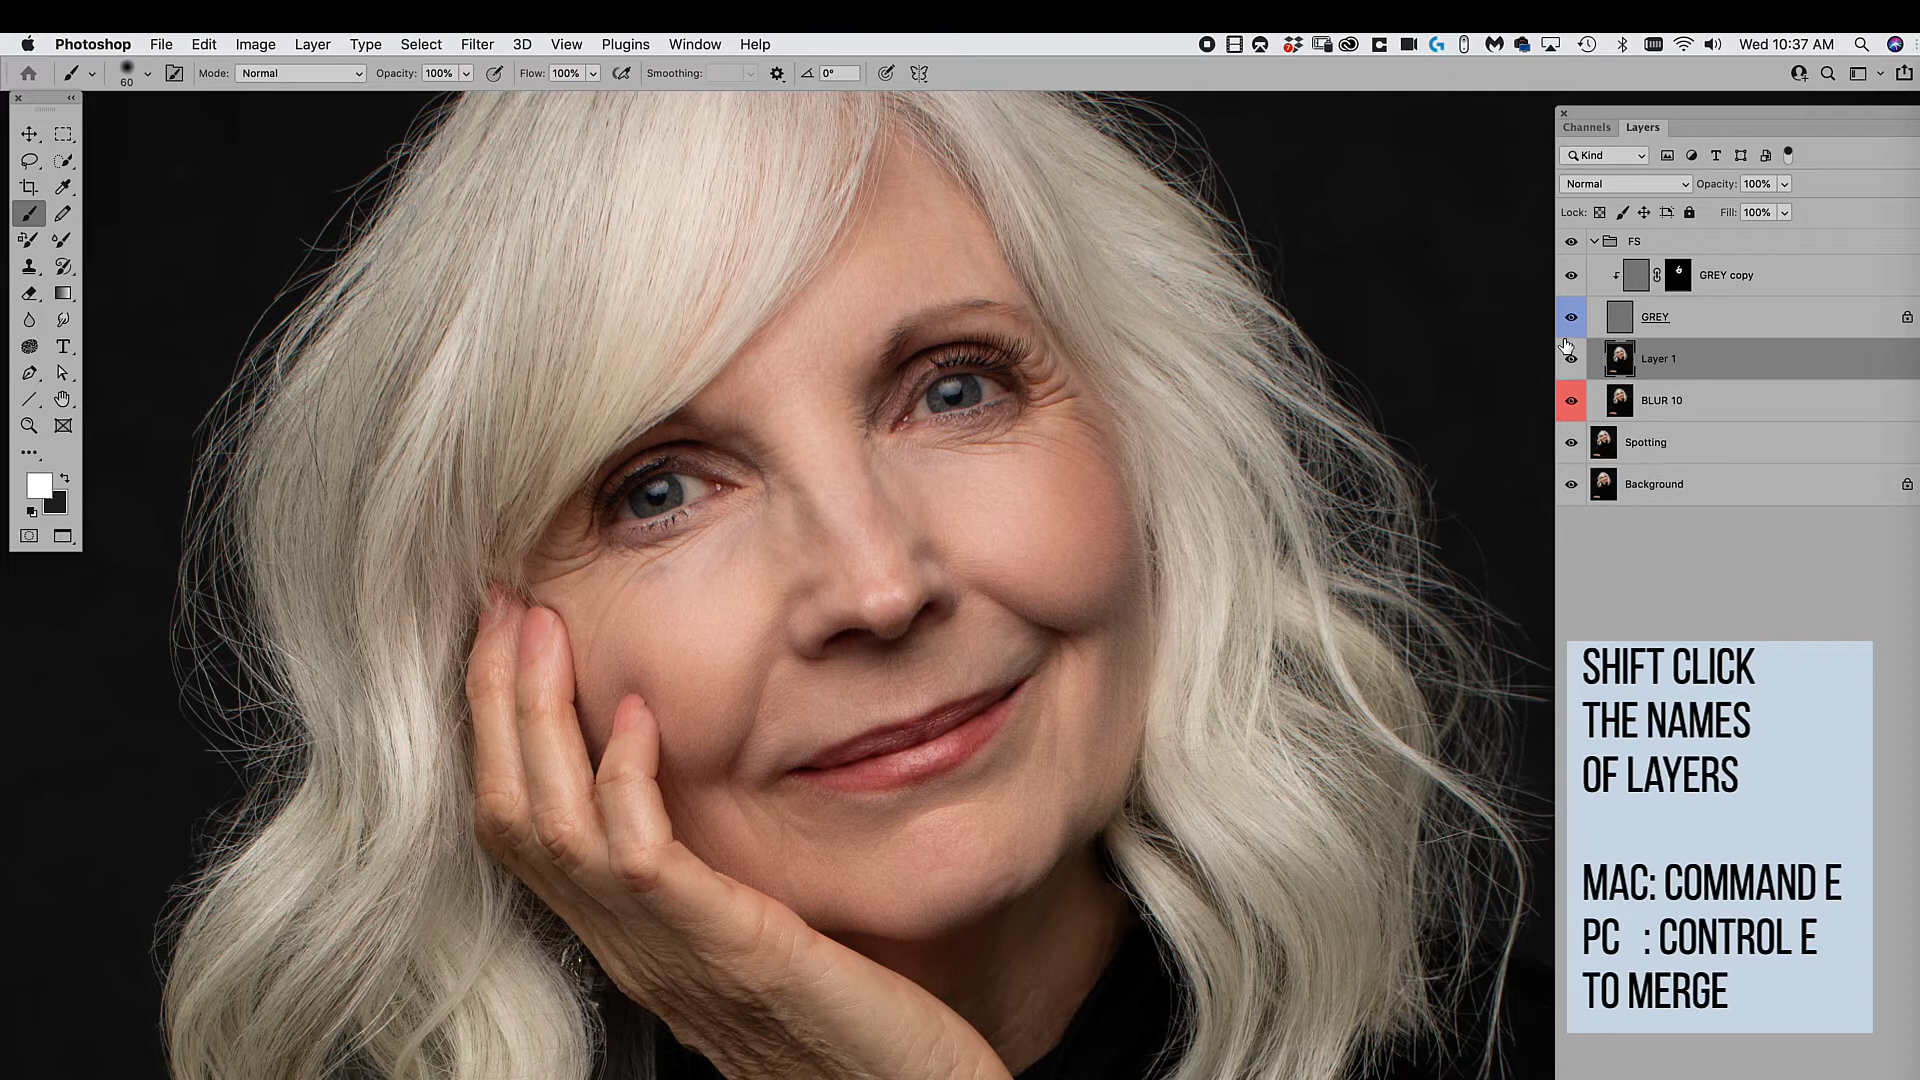 Photoshop File Edit Image Layer Type Select Filter 3D View Plugins Window Help
Wed 10:37 AM
60
Mode: Normal
Opacity: 100%
Flow: 100%
Smoothing:
0°
Channels Layers
Kind
Normal Opacity: 100%
Lock: Fill: 100%
FS
GREY copy
GREY
Layer 1
BLUR 10
Spotting
Background
SHIFT CLICK
THE NAMES
OF LAYERS
MAC: COMMAND E
PC : CONTROL E
TO MERGE